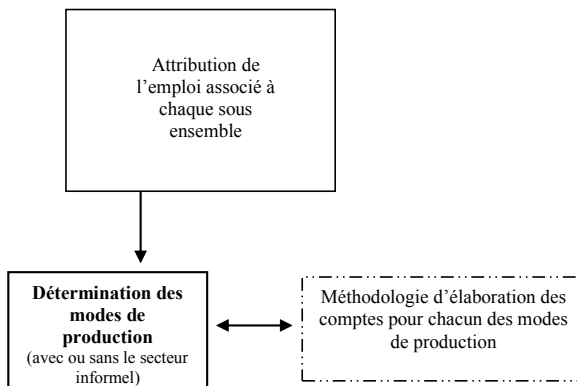 Attribution de
l’emploi associé à
chaque sous
ensemble
Détermination des
modes de
production
(avec ou sans le secteur
informel)
Méthodologie d’élaboration des
comptes pour chacun des modes
de production